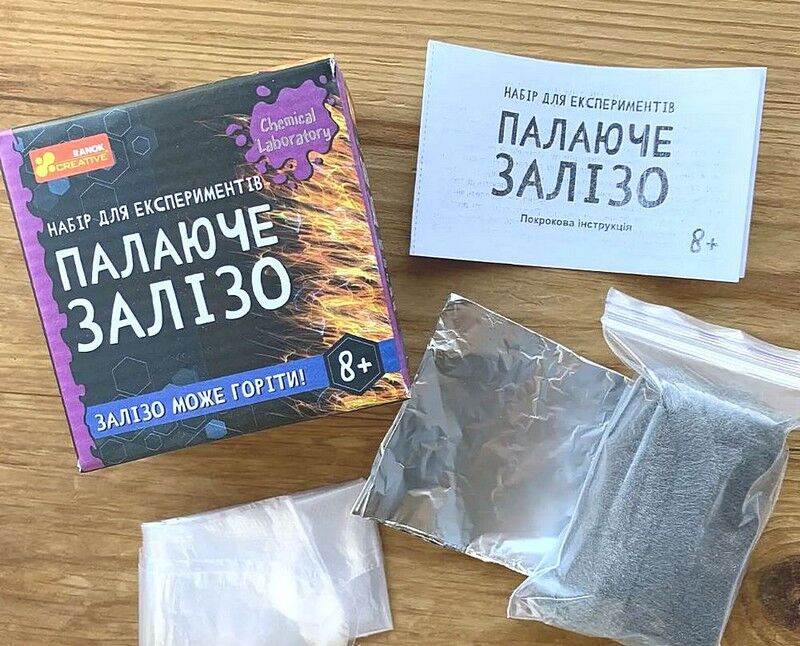 RANOK
CREATIVE
Chemical
Laboratory
НАБІР ДЛЯ ЕКСПЕРИМЕНТІВ
ПАЛАЮЧЕ
ЗАЛІЗО
ЗАЛІЗО МОЖЕ ГОРІТИ!
8+
НАБІР ДЛЯ ЕКСПЕРИМЕНТІВ
ПАЛАЮЧЕ
ЗАЛІЗО
Покрокова інструкція
8+